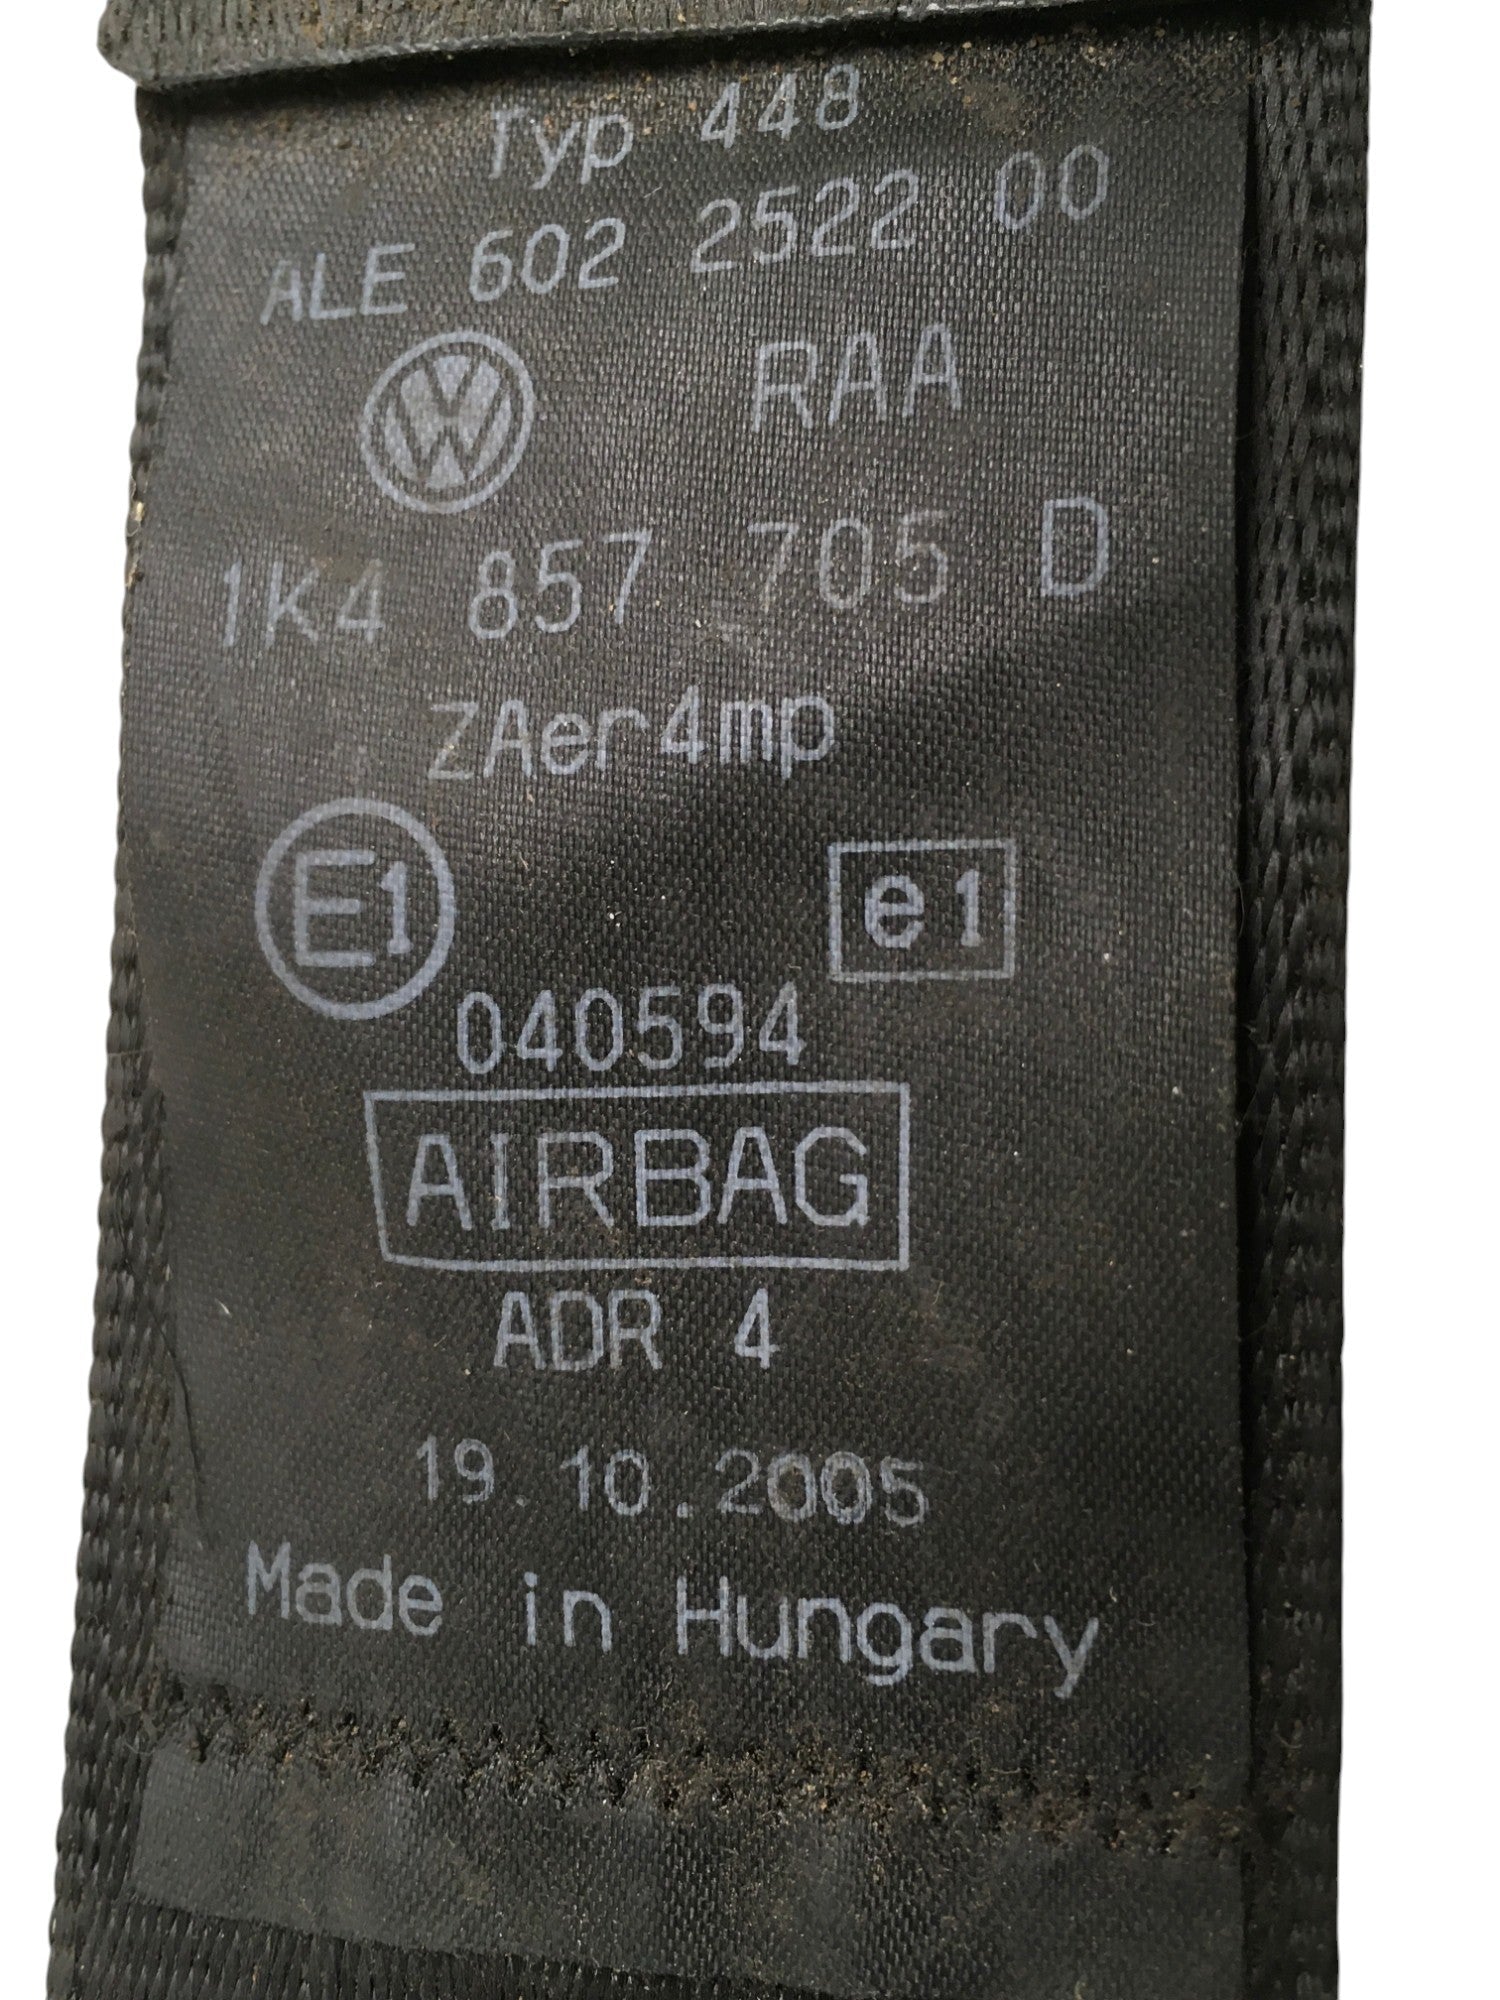 Typ 448
ALE 602 2522 00
VW RAA
1K4 857 705 D
ZAer4mp
E1 e1
040594
AIRBAG
ADR 4
19.10.2005
Made in Hungary